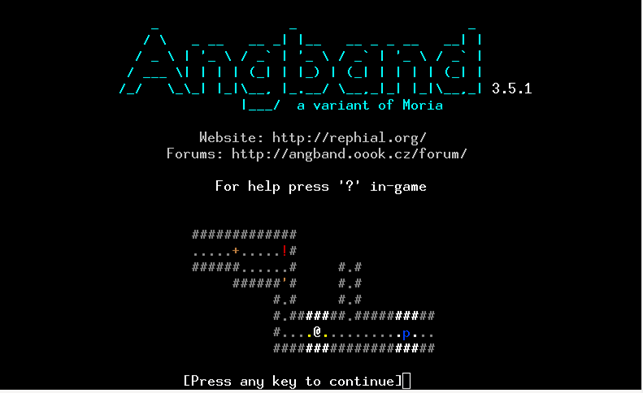 Angband 3.5.1
a variant of Moria
Website: http://rephial.org/
Forums: http://angband.oook.cz/forum/
For help press '?' in-game
#############
.....+.....!#
######......# #.#
######'# #.#
#.# #.#
#.#####.#########
#....@..........p...
####################
[Press any key to continue]